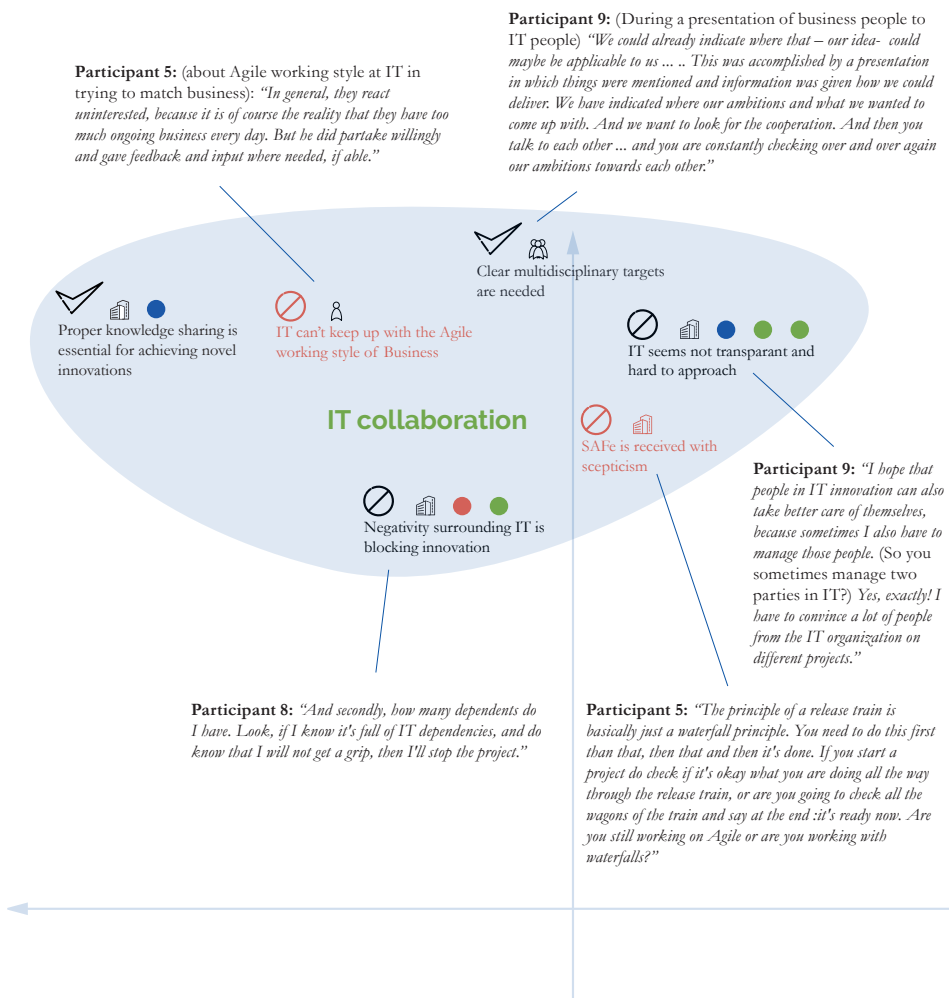 Participant 9: (During a presentation of business people to
IT people) “We could already indicate where that – our idea- could
maybe be applicable to us ... .. This was accomplished by a presentation
in which things were mentioned and information was given how we could
deliver. We have indicated where our ambitions and what we wanted to
come up with. And we want to look for the cooperation. And then you
talk to each other ... and you are constantly checking over and over again
our ambitions towards each other.”
Participant 5: (about Agile working style at IT in
trying to match business): “In general, they react
uninterested, because it is of course the reality that they have too
much ongoing business every day. But he did partake willingly
and gave feedback and input where needed, if able.”
Clear multidisciplinary targets
are needed
Proper knowledge sharing is
essential for achieving novel
innovations
IT can't keep up with the Agile
working style of Business
IT seems not transparant and
hard to approach
IT collaboration
SAFe is received with
scepticism
Negativity surrounding IT is
blocking innovation
Participant 9: “I hope that
people in IT innovation can also
take better care of themselves,
because sometimes I also have to
manage those people. (So you
sometimes manage two
parties in IT?) Yes, exactly! I
have to convince a lot of people
from the IT organization on
different projects.”
Participant 8: “And secondly, how many dependents do
I have. Look, if I know it's full of IT dependencies, and do
know that I will not get a grip, then I'll stop the project.”
Participant 5: “The principle of a release train is
basically just a waterfall principle. You need to do this first
than that, then that and then it's done. If you start a
project do check if it's okay what you are doing all the way
through the release train, or are you going to check all the
wagons of the train and say at the end :it's ready now. Are
you still working on Agile or are you working with
waterfalls?”